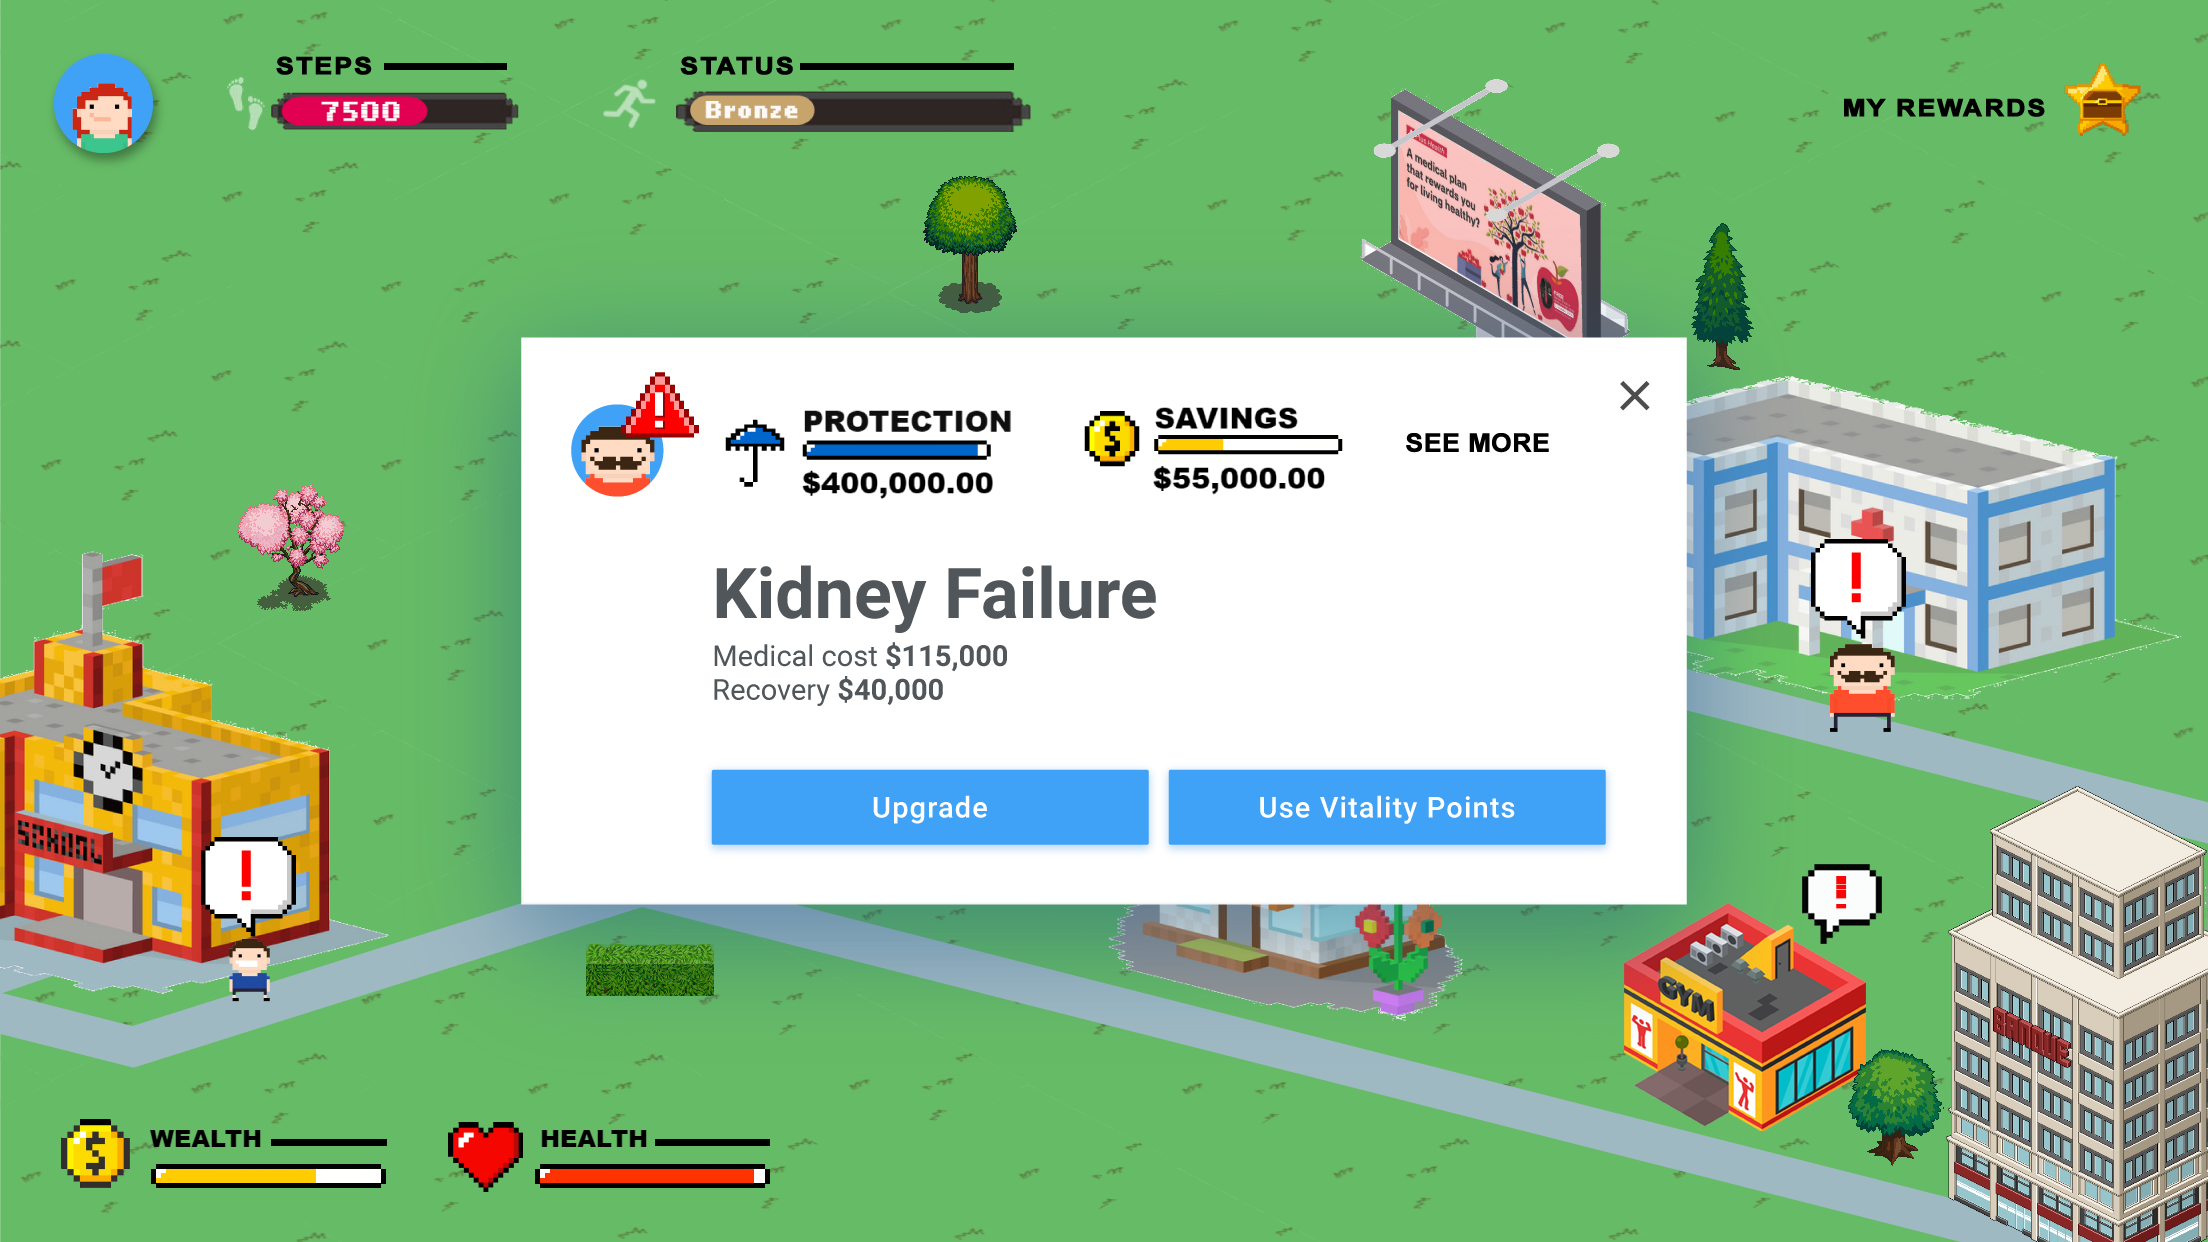 STEPS
7500
STATUS
Bronze
MY REWARDS
A medical plan
that rewards you
for living healthy?
PROTECTION
$400,000.00
SAVINGS
$55,000.00
SEE MORE
Kidney Failure
Medical cost $115,000
Recovery $40,000
Upgrade
Use Vitality Points
SCHOOL
GYM
BANQUE
WEALTH
HEALTH